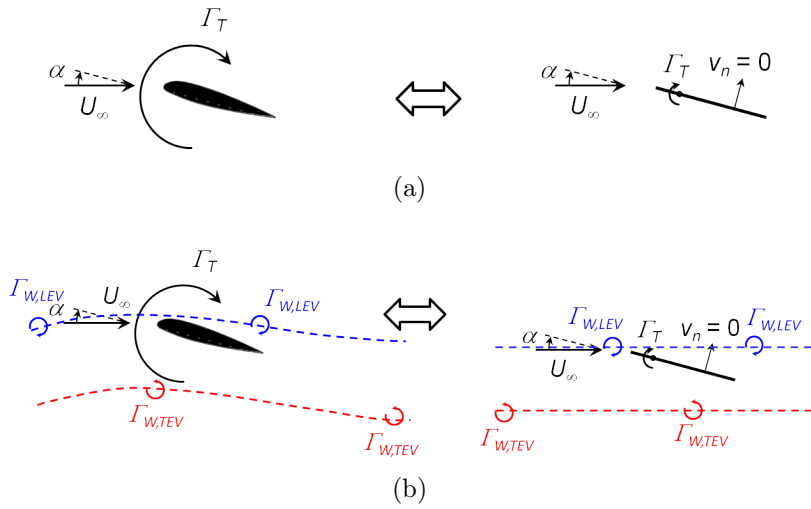 Γ_T
α
U_∞
α
U_∞
Γ_T
v_n = 0
(a)
Γ_T
Γ_W,LEV
U_∞
α
Γ_W,LEV
Γ_W,TEV
Γ_W,TEV
Γ_W,LEV
Γ_T
v_n = 0
Γ_W,LEV
α
U_∞
Γ_W,TEV
Γ_W,TEV
(b)